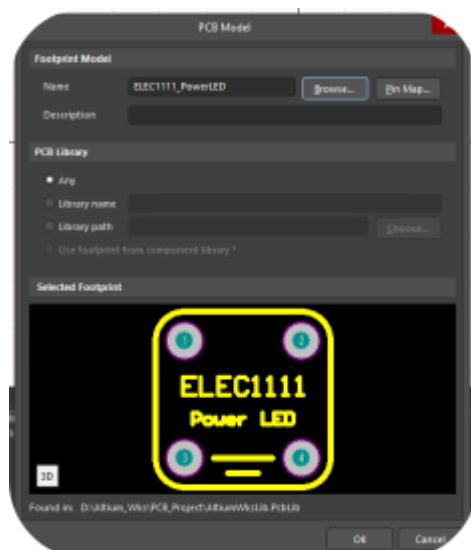 PCB Model
Footprint Model
Name ELEC1111_PowerLED Browse... Pin Map...
Description
PCB Library
Any
Library name
Library path Choose...
Use footprint from component library *
Selected Footprint
1 2
ELEC1111
Power LED
3 4
3D
Found in: D:\Altium_Wks\PCB_Project\AltiumWksLib.PcbLib
OK Cancel